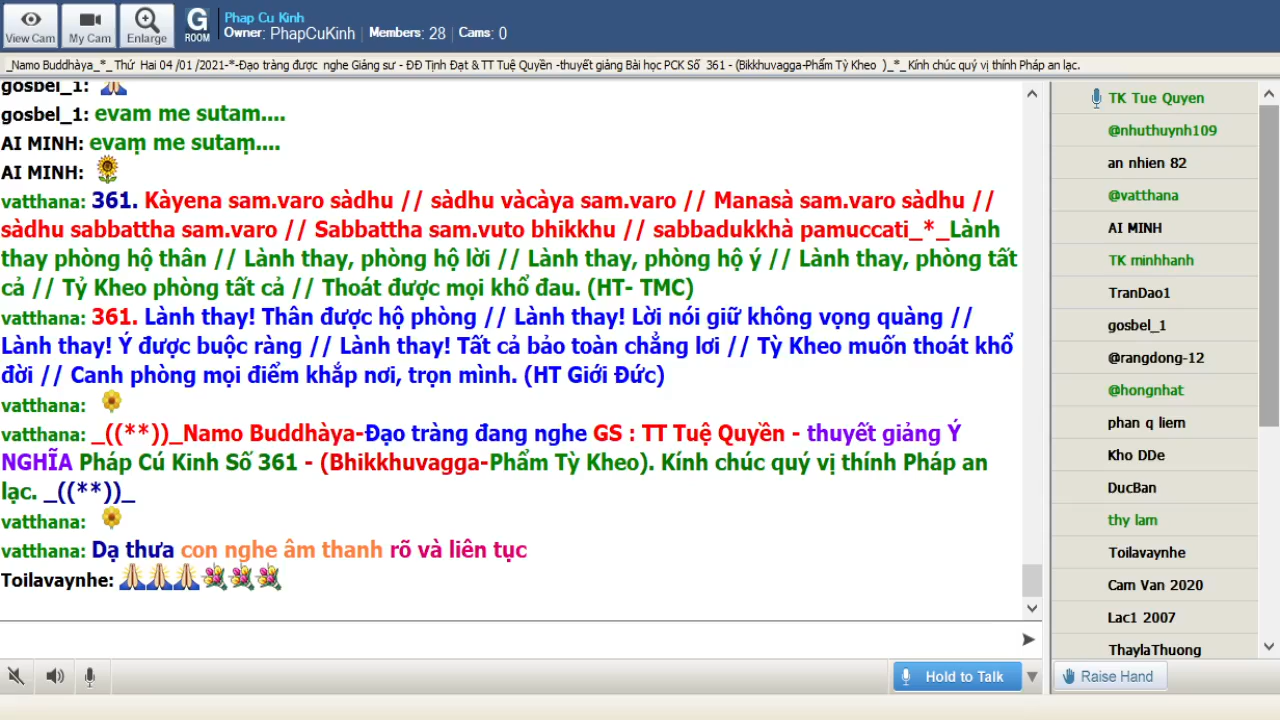 View Cam
My Cam
Enlarge
G
ROOM
Phap Cu Kinh
Owner: PhapCuKinh | Members: 28 | Cams: 0
_Namo Buddhàya_*_ Thứ Hai 04 /01 /2021-*-Đạo tràng được nghe Giảng sư - ĐĐ Tịnh Đạt & TT Tuệ Quyền -thuyết giảng Bài học PCK Số 361 - (Bikkhuvagga-Phẩm Tỳ Kheo )_*_ Kính chúc quý vị thính Pháp an lạc.
gosbel_1:
gosbel_1: evam me sutam....
AI MINH: evaṃ me sutaṃ....
AI MINH:
vatthana: 361. Kàyena sam.varo sàdhu // sàdhu vàcàya sam.varo // Manasà sam.varo sàdhu //
sàdhu sabbattha sam.varo // Sabbattha sam.vuto bhikkhu // sabbadukkhà pamuccati_*_Lành
thay phòng hộ thân // Lành thay, phòng hộ lời // Lành thay, phòng hộ ý // Lành thay, phòng tất
cả // Tỷ Kheo phòng tất cả // Thoát được mọi khổ đau. (HT- TMC)
vatthana: 361. Lành thay! Thân được hộ phòng // Lành thay! Lời nói giữ không vọng quàng //
Lành thay! Ý được buộc ràng // Lành thay! Tất cả bảo toàn chẳng lơi // Tỳ Kheo muốn thoát khổ
đời // Canh phòng mọi điểm khắp nơi, trọn mình. (HT Giới Đức)
vatthana:
vatthana: _((**))_Namo Buddhàya-Đạo tràng đang nghe GS : TT Tuệ Quyền - thuyết giảng Ý
NGHĨA Pháp Cú Kinh Số 361 - (Bhikkhuvagga-Phẩm Tỳ Kheo). Kính chúc quý vị thính Pháp an
lạc. _((**))_
vatthana:
vatthana: Dạ thưa con nghe âm thanh rõ và liên tục
Toilavaynhe:
Hold to Talk
TK Tue Quyen
@nhuthuynh109
an nhien 82
@vatthana
AI MINH
TK minhhanh
TranDao1
gosbel_1
@rangdong-12
@hongnhat
phan q liem
Kho DDe
DucBan
thy lam
Toilavaynhe
Cam Van 2020
Lac1 2007
ThaylaThuong
Raise Hand